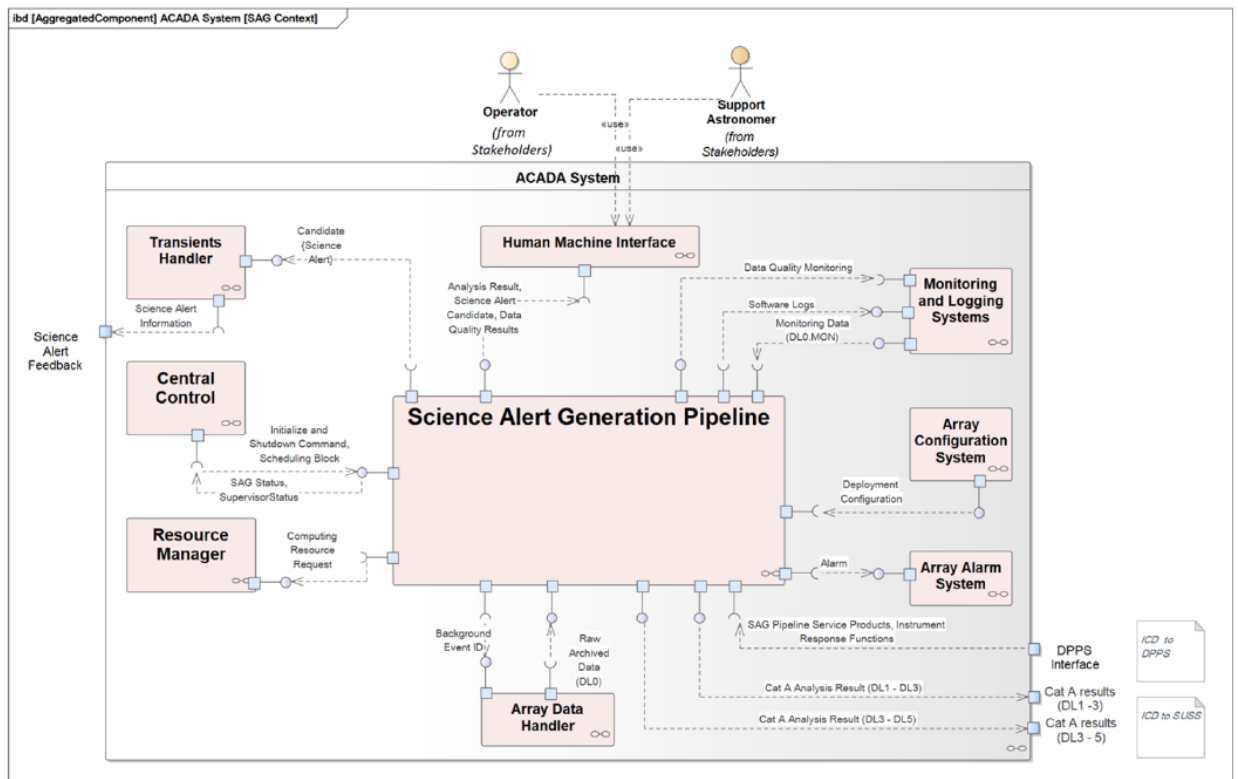 ibd [AggregatedComponent] ACADA System [SAG Context]
Operator
(from
Stakeholders)
Support
Astronomer
(from
Stakeholders)
«use»
«use»
ACADA System
Transients
Handler
Candidate
{Science
Alert}
Human Machine Interface
Data Quality Monitoring
Monitoring
and Logging
Systems
Software Logs
Monitoring Data
(DL0.MON)
Analysis Result,
Science Alert
Candidate, Data
Quality Results
Science Alert
Information
Science
Alert
Feedback
Central
Control
Science Alert Generation Pipeline
Array
Configuration
System
Initialize and
Shutdown Command,
Scheduling Block
SAG Status,
SupervisorStatus
Deployment
Configuration
Resource
Manager
Computing
Resource
Request
Alarm
Array Alarm
System
Background
Event ID
Raw
Archived
Data
(DL0)
SAG Pipeline Service Products, Instrument
Response Functions
DPPS
Interface
ICD to
DPPS
Array Data
Handler
Cat A Analysis Result (DL1 - DL3)
Cat A results
(DL1 -3)
Cat A Analysis Result (DL3 - DL5)
Cat A results
(DL3 - 5)
ICD to SUSS